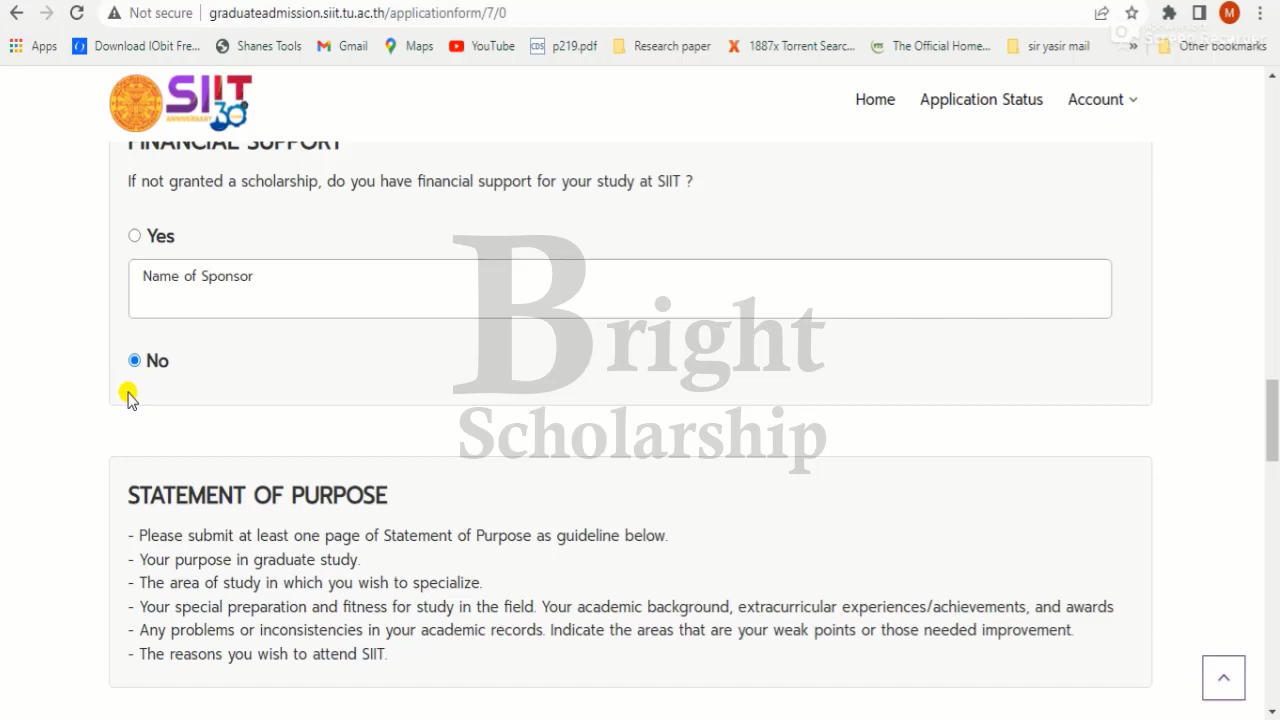 Not secure graduateadmission.siit.tu.ac.th/applicationform/7/0 M
Apps Download IObit Fre... Shanes Tools Gmail Maps YouTube CDS p219.pdf Research paper 1887x Torrent Searc... The Official Home... sir yasir mail » Other bookmarks
Screen Recorder
SIIT
30
ANNIVERSARY
Home Application Status Account
FINANCIAL SUPPORT
If not granted a scholarship, do you have financial support for your study at SIIT ?
Yes
Name of Sponsor
No
Bright
Scholarship
STATEMENT OF PURPOSE
- Please submit at least one page of Statement of Purpose as guideline below.
- Your purpose in graduate study.
- The area of study in which you wish to specialize.
- Your special preparation and fitness for study in the field. Your academic background, extracurricular experiences/achievements, and awards
- Any problems or inconsistencies in your academic records. Indicate the areas that are your weak points or those needed improvement.
- The reasons you wish to attend SIIT.